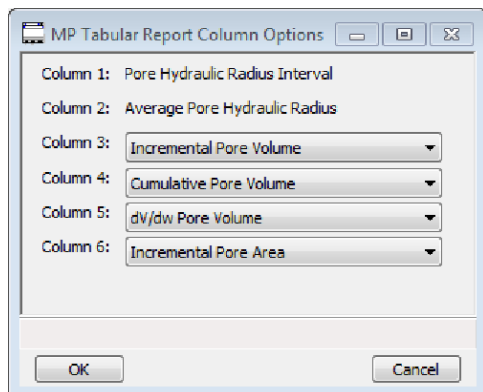 MP Tabular Report Column Options
Column 1: Pore Hydraulic Radius Interval
Column 2: Average Pore Hydraulic Radius
Column 3: Incremental Pore Volume
Column 4: Cumulative Pore Volume
Column 5: dV/dw Pore Volume
Column 6: Incremental Pore Area
OK Cancel